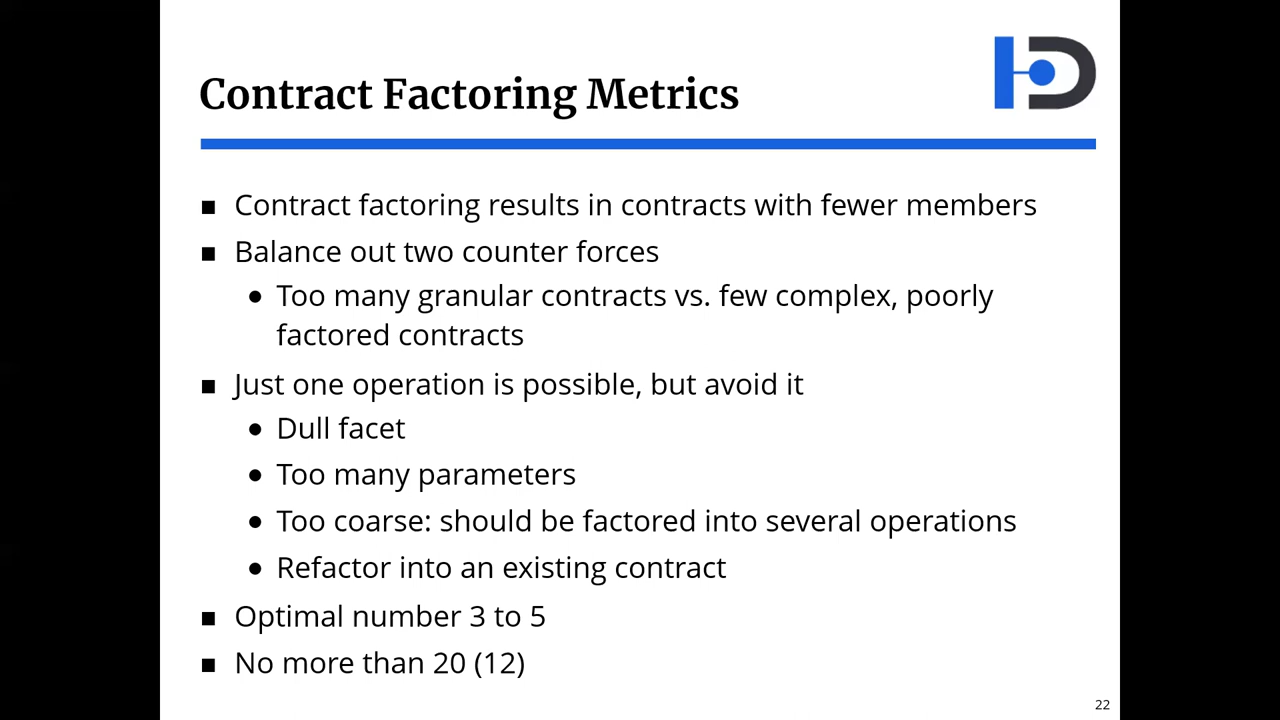 Contract Factoring Metrics
■ Contract factoring results in contracts with fewer members
■ Balance out two counter forces
● Too many granular contracts vs. few complex, poorly
factored contracts
■ Just one operation is possible, but avoid it
● Dull facet
● Too many parameters
● Too coarse: should be factored into several operations
● Refactor into an existing contract
■ Optimal number 3 to 5
■ No more than 20 (12)
22